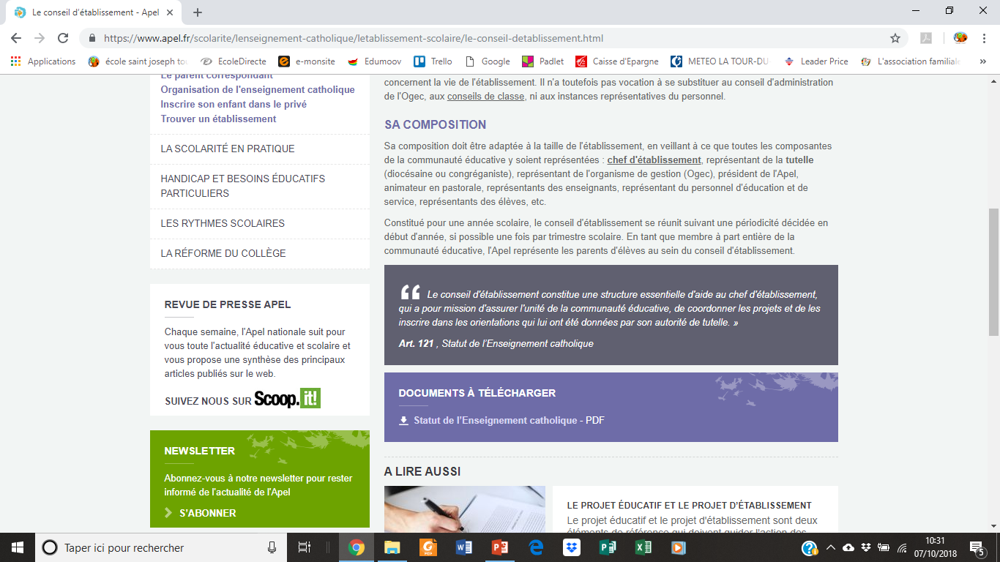 Le conseil d'établissement - Apel
https://www.apel.fr/scolarite/lenseignement-catholique/letablissement-scolaire/le-conseil-detablissement.html
Applications
école saint joseph tou
EcoleDirecte
e-monsite
Edumoov
Trello
Google
Padlet
Caisse d'Epargne
METEO LA TOUR-DU
Leader Price
L'association familiale
»
Le parent correspondant
Organisation de l'enseignement catholique
Inscrire son enfant dans le privé
Trouver un établissement
LA SCOLARITÉ EN PRATIQUE
HANDICAP ET BESOINS ÉDUCATIFS
PARTICULIERS
LES RYTHMES SCOLAIRES
LA RÉFORME DU COLLÈGE
REVUE DE PRESSE APEL
Chaque semaine, l'Apel nationale suit pour
vous toute l'actualité éducative et scolaire et
vous propose une synthèse des principaux
articles publiés sur le web.
SUIVEZ NOUS SUR Scoop.it!
NEWSLETTER
Abonnez-vous à notre newsletter pour rester
informé de l'actualité de l'Apel
S'ABONNER
concernent la vie de l'établissement. Il n'a toutefois pas vocation à se substituer au conseil d'administration
de l'Ogec, aux conseils de classe, ni aux instances représentatives du personnel.
SA COMPOSITION
Sa composition doit être adaptée à la taille de l'établissement, en veillant à ce que toutes les composantes
de la communauté éducative y soient représentées : chef d'établissement, représentant de la tutelle
(diocésaine ou congréganiste), représentant de l'organisme de gestion (Ogec), président de l'Apel,
animateur en pastorale, représentants des enseignants, représentant du personnel d'éducation et de
service, représentants des élèves, etc.
Constitué pour une année scolaire, le conseil d'établissement se réunit suivant une périodicité décidée en
début d'année, si possible une fois par trimestre scolaire. En tant que membre à part entière de la
communauté éducative, l'Apel représente les parents d'élèves au sein du conseil d'établissement.
“ Le conseil d'établissement constitue une structure essentielle d'aide au chef d'établissement,
qui a pour mission d'assurer l'unité de la communauté éducative, de coordonner les projets et de les
inscrire dans les orientations qui lui ont été données par son autorité de tutelle. »
Art. 121 , Statut de l'Enseignement catholique
DOCUMENTS À TÉLÉCHARGER
Statut de l'Enseignement catholique - PDF
A LIRE AUSSI
LE PROJET ÉDUCATIF ET LE PROJET D'ÉTABLISSEMENT
Le projet éducatif et le projet d'établissement sont deux
éléments de référence qui doivent guider l'action des
Taper ici pour rechercher
10:31
07/10/2018
5